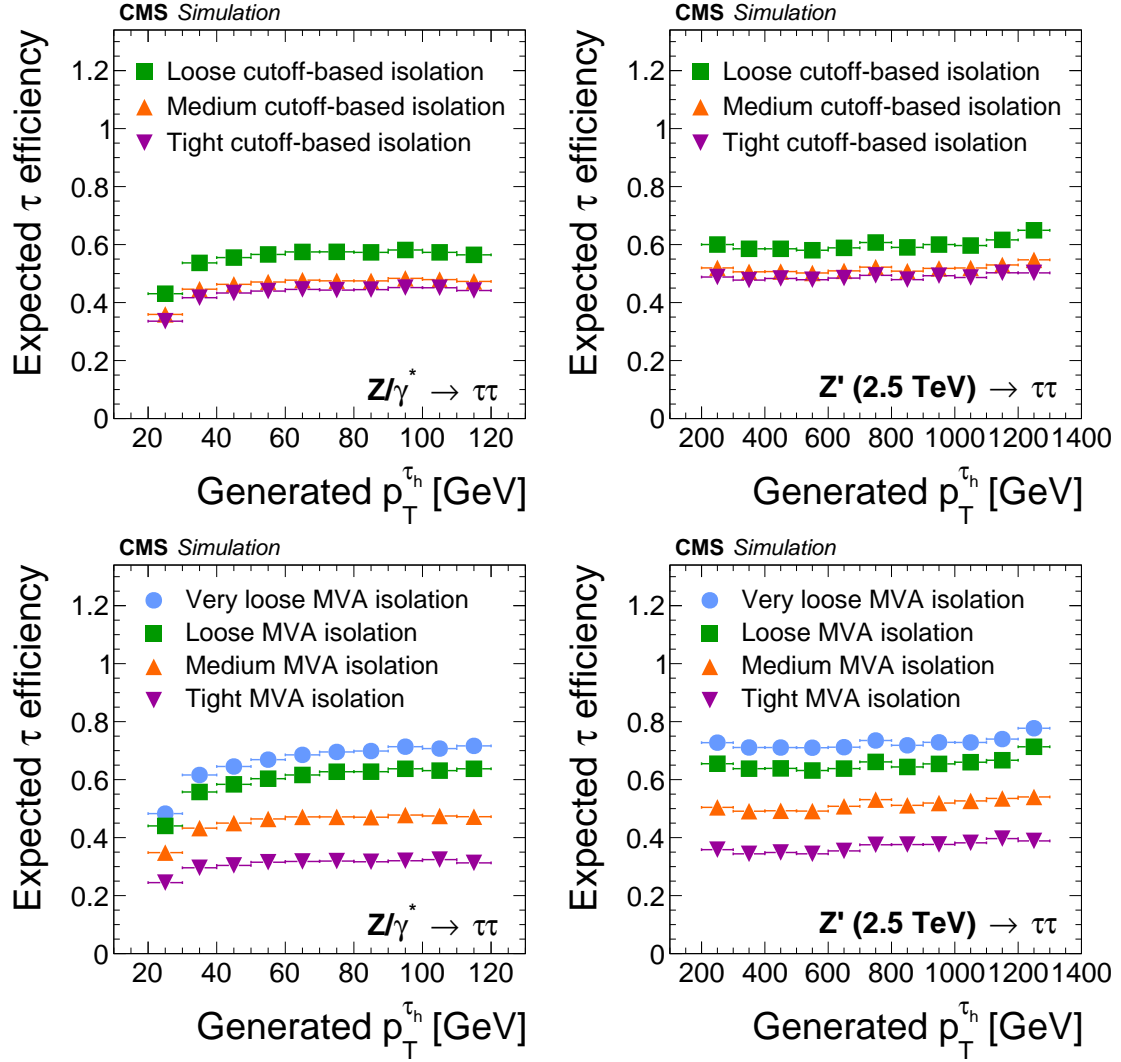 CMS Simulation
Expected τ efficiency
1.2
1
0.8
0.6
0.4
0.2
0
Loose cutoff-based isolation
Medium cutoff-based isolation
Tight cutoff-based isolation
Z/γ* → ττ
20 40 60 80 100 120
Generated p_T^τ_h [GeV]
CMS Simulation
Expected τ efficiency
1.2
1
0.8
0.6
0.4
0.2
0
Loose cutoff-based isolation
Medium cutoff-based isolation
Tight cutoff-based isolation
Z' (2.5 TeV) → ττ
200 400 600 800 1000 1200 1400
Generated p_T^τ_h [GeV]
CMS Simulation
Expected τ efficiency
1.2
1
0.8
0.6
0.4
0.2
0
Very loose MVA isolation
Loose MVA isolation
Medium MVA isolation
Tight MVA isolation
Z/γ* → ττ
20 40 60 80 100 120
Generated p_T^τ_h [GeV]
CMS Simulation
Expected τ efficiency
1.2
1
0.8
0.6
0.4
0.2
0
Very loose MVA isolation
Loose MVA isolation
Medium MVA isolation
Tight MVA isolation
Z' (2.5 TeV) → ττ
200 400 600 800 1000 1200 1400
Generated p_T^τ_h [GeV]